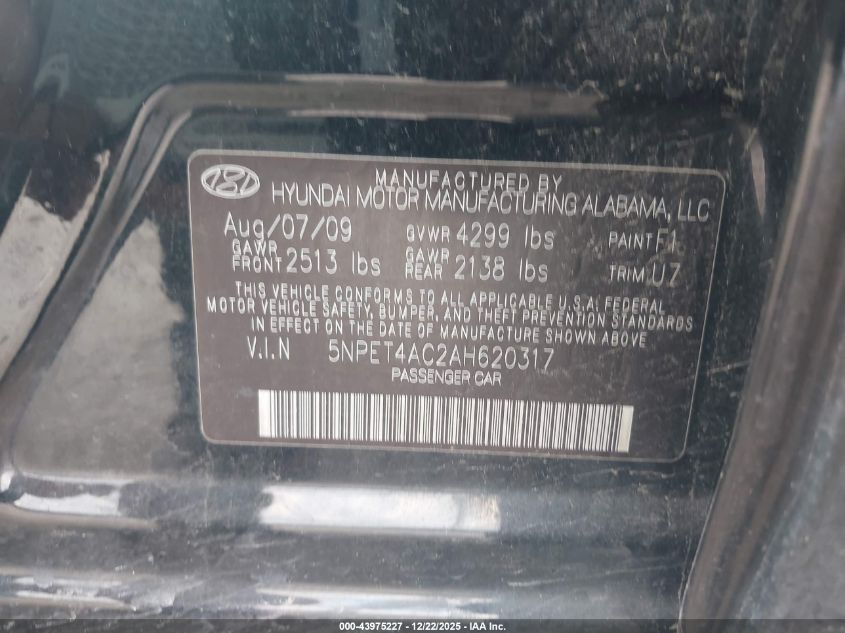 MANUFACTURED BY
HYUNDAI MOTOR MANUFACTURING ALABAMA, LLC
Aug/07/09 GVWR 4299 lbs PAINT F1
GAWR FRONT 2513 lbs GAWR REAR 2138 lbs TRIM UZ
THIS VEHICLE CONFORMS TO ALL APPLICABLE U.S.A. FEDERAL
MOTOR VEHICLE SAFETY, BUMPER, AND THEFT PREVENTION STANDARDS
IN EFFECT ON THE DATE OF MANUFACTURE SHOWN ABOVE
V.I.N 5NPET4AC2AH620317
PASSENGER CAR
000-43975227 - 12/22/2025 - IAA Inc.